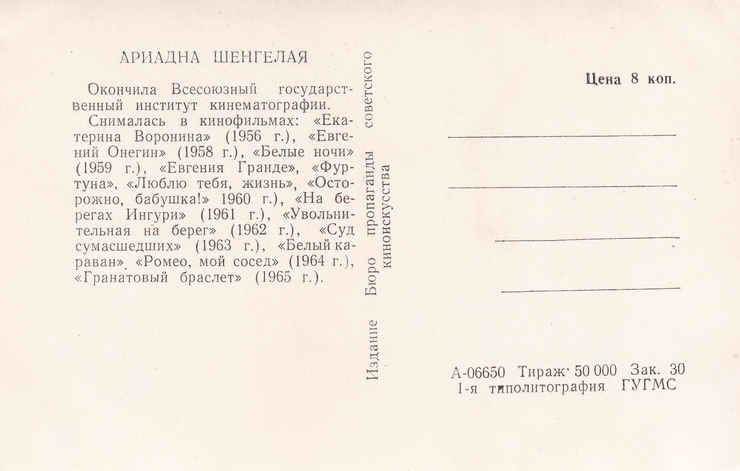 АРИАДНА ШЕНГЕЛАЯ
Окончила Всесоюзный государст-
венный институт кинематографии.
Снималась в кинофильмах: «Ека-
терина Воронина» (1956 г.), «Евге-
ний Онегин» (1958 г.), «Белые ночи»
(1959 г.), «Евгения Гранде», «Фур-
туна», «Люблю тебя, жизнь», «Осто-
рожно, бабушка!» 1960 г.), «На бе-
регах Ингури» (1961 г.), «Увольни-
тельная на берег» (1962 г.), «Суд
сумасшедших» (1963 г.), «Белый ка-
раван», «Ромео, мой сосед» (1964 г.),
«Гранатовый браслет» (1965 г.).
Издание Бюро пропаганды советского
киноискусства
Цена 8 коп.
А-06650 Тираж 50 000 Зак. 30
1-я типолитография ГУГМС